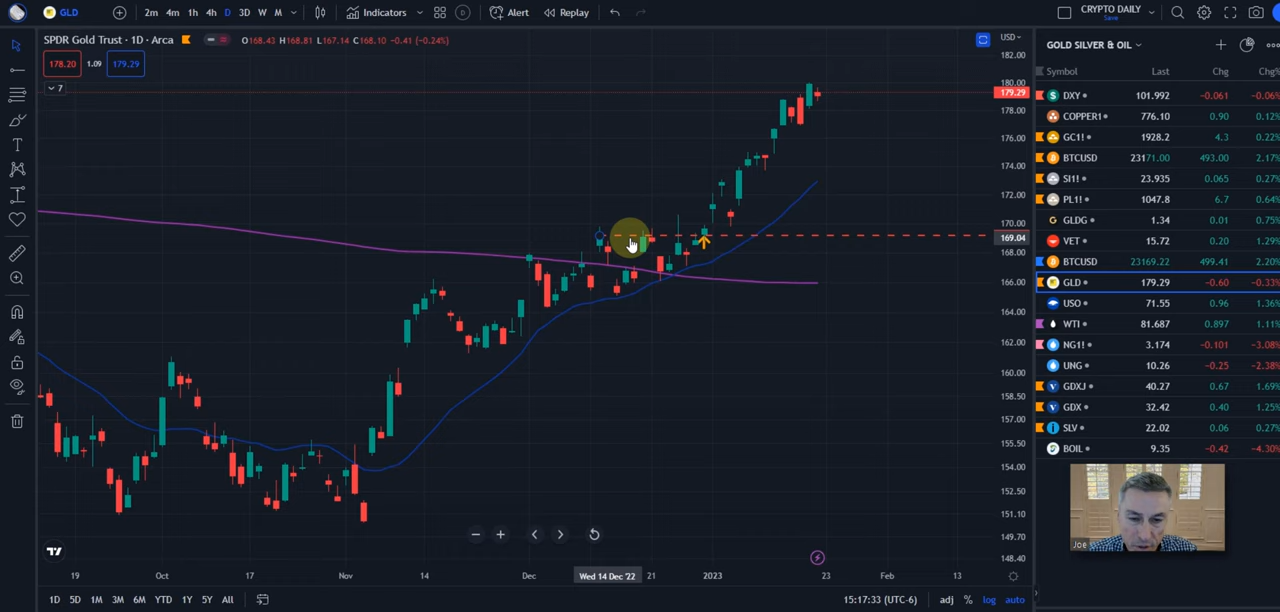 GLD 2m 4m 1h 4h D 3D W M Indicators Alert Replay CRYPTO DAILY
Save
SPDR Gold Trust · 1D · Arca O168.43 H168.81 L167.14 C168.10 −0.41 (−0.24%) USD
178.20 1.09 179.29
7
182.00
180.00
179.29
178.00
176.00
174.00
172.00
170.00
169.04
168.00
166.00
164.00
162.00
160.00
158.50
157.00
155.50
154.00
152.50
151.10
149.70
148.40
19 Oct 17 Nov 14 Dec Wed 14 Dec '22 21 2023 23 Feb 13
1D 5D 1M 3M 6M YTD 1Y 5Y All 15:17:33 (UTC-6) adj % log auto
GOLD SILVER & OIL
Symbol Last Chg Chg%
DXY 101.992 −0.061 −0.06%
COPPER1 776.10 0.90 0.12%
GC1! 1928.2 4.3 0.22%
BTCUSD 23171.00 493.00 2.17%
SI1! 23.935 0.065 0.27%
PL1! 1047.8 6.7 0.64%
GLDG 1.34 0.01 0.75%
VET 15.72 0.20 1.29%
BTCUSD 23169.22 499.41 2.20%
GLD 179.29 −0.60 −0.33%
USO 71.55 0.96 1.36%
WTI 81.687 0.897 1.11%
NG1! 3.174 −0.101 −3.08%
UNG 10.26 −0.25 −2.38%
GDXJ 40.27 0.67 1.69%
GDX 32.42 0.40 1.25%
SLV 22.02 0.06 0.27%
BOIL 9.35 −0.42 −4.30%
Joe